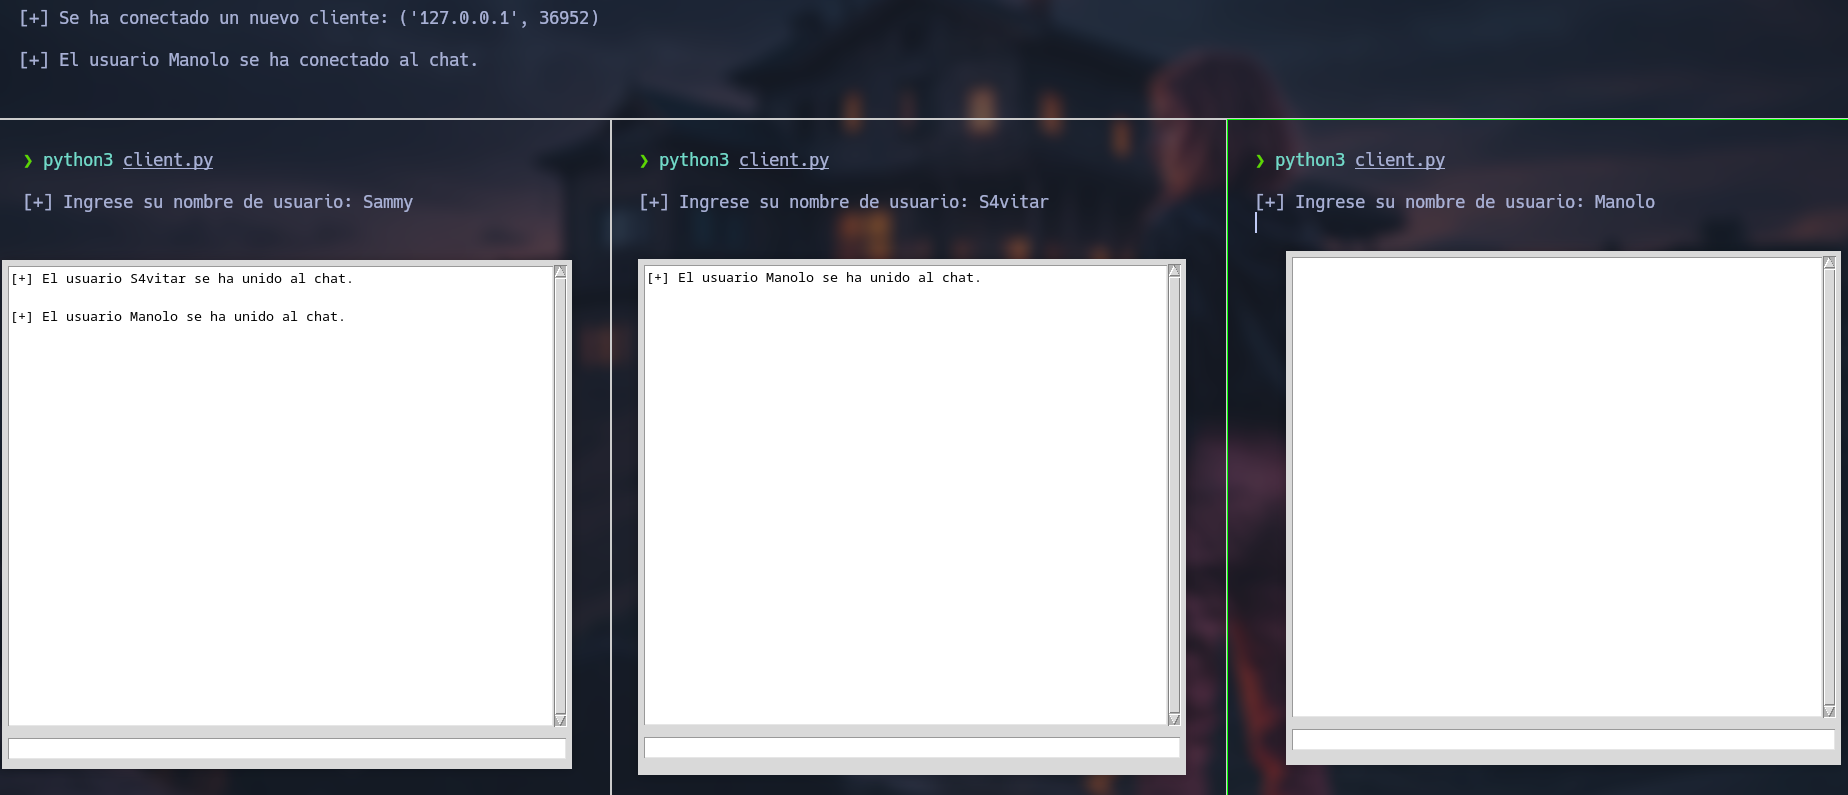 [+] Se ha conectado un nuevo cliente: ('127.0.0.1', 36952)
[+] El usuario Manolo se ha conectado al chat.
❯ python3 client.py
[+] Ingrese su nombre de usuario: Sammy
[+] El usuario S4vitar se ha unido al chat.
[+] El usuario Manolo se ha unido al chat.
❯ python3 client.py
[+] Ingrese su nombre de usuario: S4vitar
[+] El usuario Manolo se ha unido al chat.
❯ python3 client.py
[+] Ingrese su nombre de usuario: Manolo